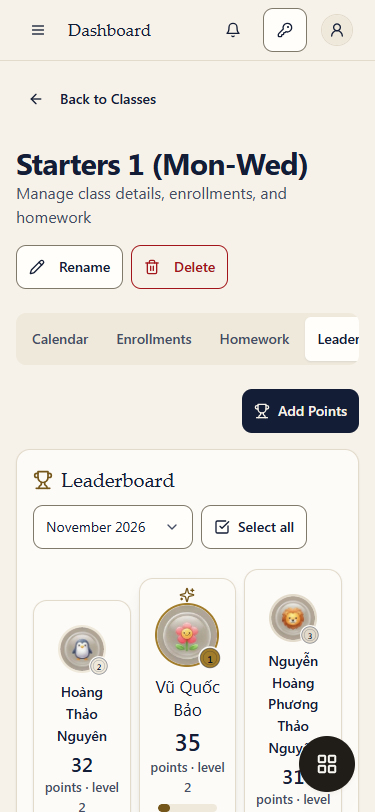 Dashboard
Back to Classes
Starters 1 (Mon-Wed)
Manage class details, enrollments, and
homework
Rename
Delete
Calendar
Enrollments
Homework
Leader
Add Points
Leaderboard
November 2026
Select all
2
Hoàng
Thảo
Nguyên
32
points · level
2
1
Vũ Quốc
Bảo
35
points · level
2
3
Nguyễn
Hoàng
Phương
Thảo
31
points · level